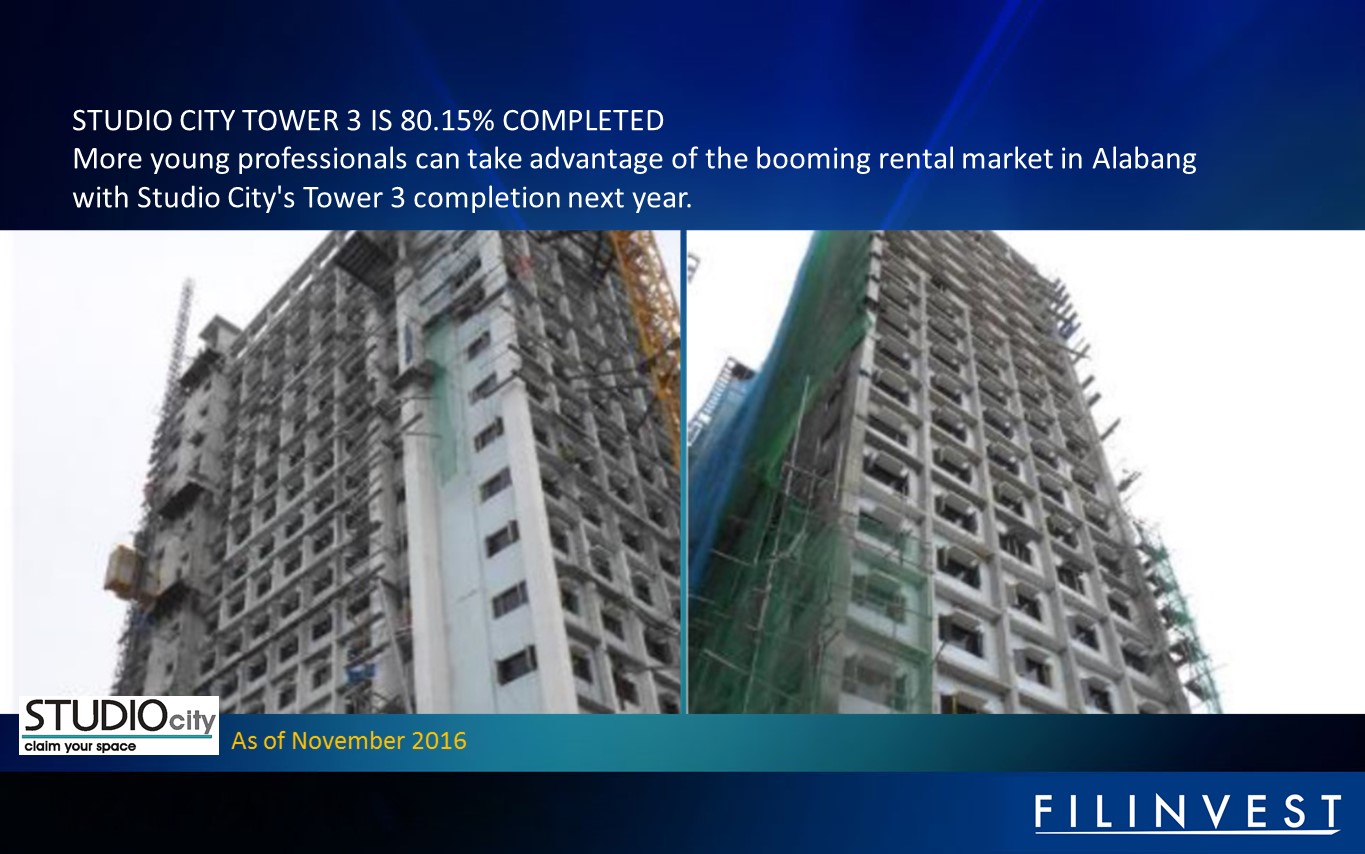 STUDIO CITY TOWER 3 IS 80.15% COMPLETED
More young professionals can take advantage of the booming rental market in Alabang
with Studio City's Tower 3 completion next year.
STUDIOcity
claim your space
As of November 2016
FILINVEST